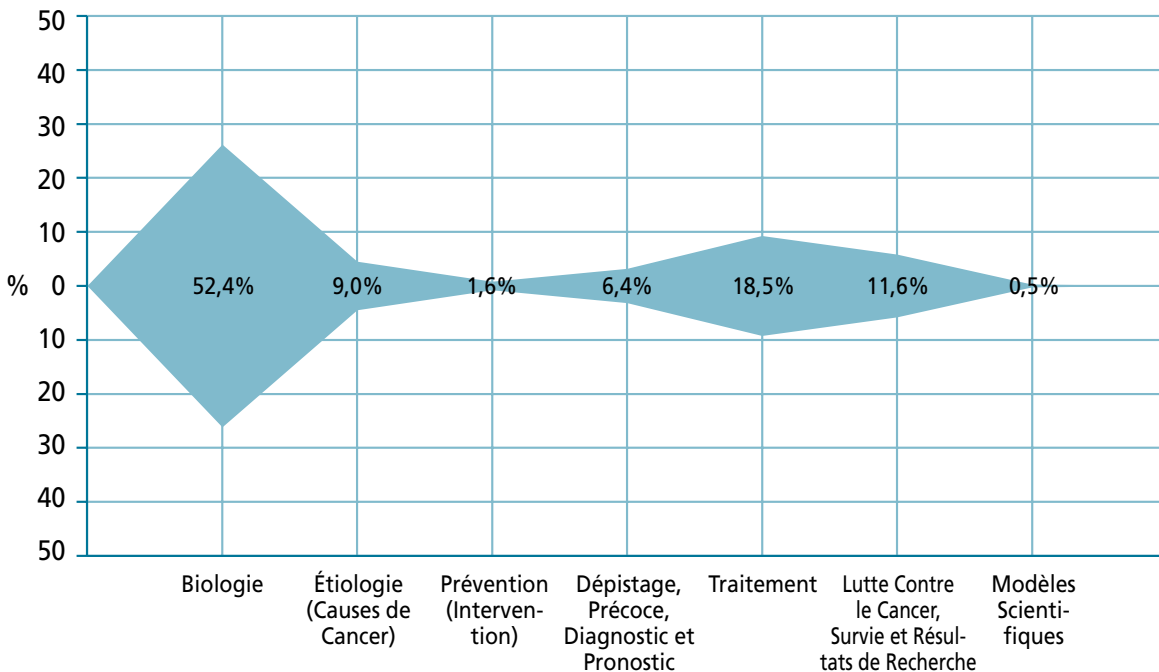 50
40
30
20
10
% 0
10
20
30
40
50
52,4% 9,0% 1,6% 6,4% 18,5% 11,6% 0,5%
Biologie
Étiologie
(Causes de
Cancer)
Prévention
(Interven-
tion)
Dépistage,
Précoce,
Diagnostic et
Pronostic
Traitement
Lutte Contre
le Cancer,
Survie et Résul-
tats de Recherche
Modèles
Scienti-
fiques